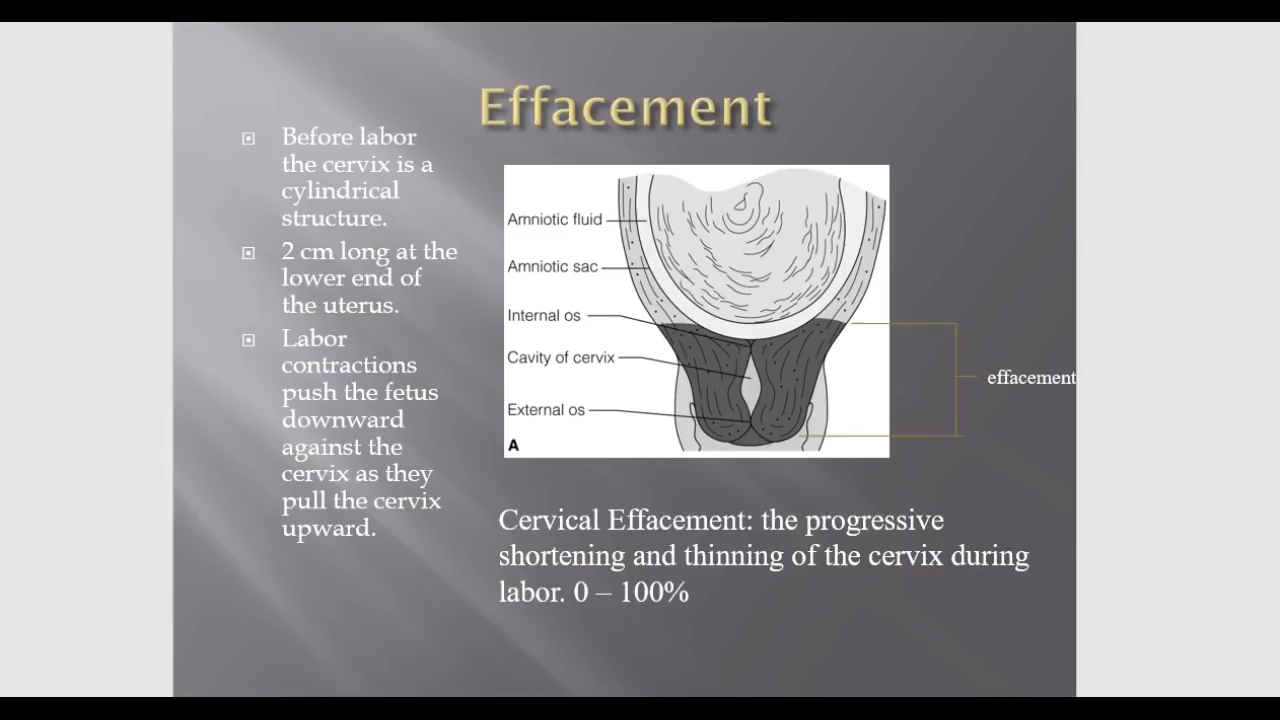 Effacement
Before labor
the cervix is a
cylindrical
structure.
2 cm long at the
lower end of
the uterus.
Labor
contractions
push the fetus
downward
against the
cervix as they
pull the cervix
upward.
Amniotic fluid
Amniotic sac
Internal os
Cavity of cervix
External os
A
effacement
Cervical Effacement: the progressive
shortening and thinning of the cervix during
labor. 0 – 100%